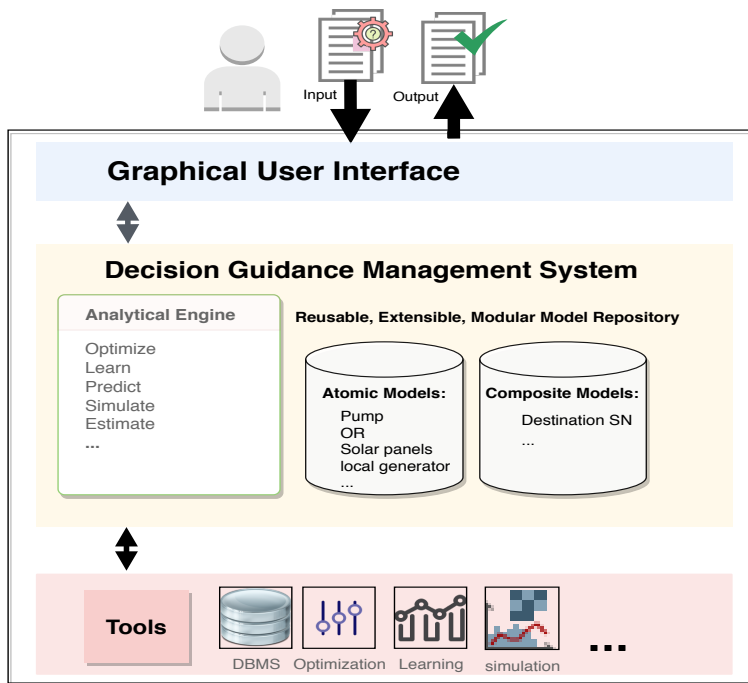 Input
Output
Graphical User Interface
Decision Guidance Management System
Analytical Engine
Optimize
Learn
Predict
Simulate
Estimate
...
Reusable, Extensible, Modular Model Repository
Atomic Models:
Pump
OR
Solar panels
local generator
...
Composite Models:
Destination SN
...
Tools
DBMS
Optimization
Learning
simulation
...